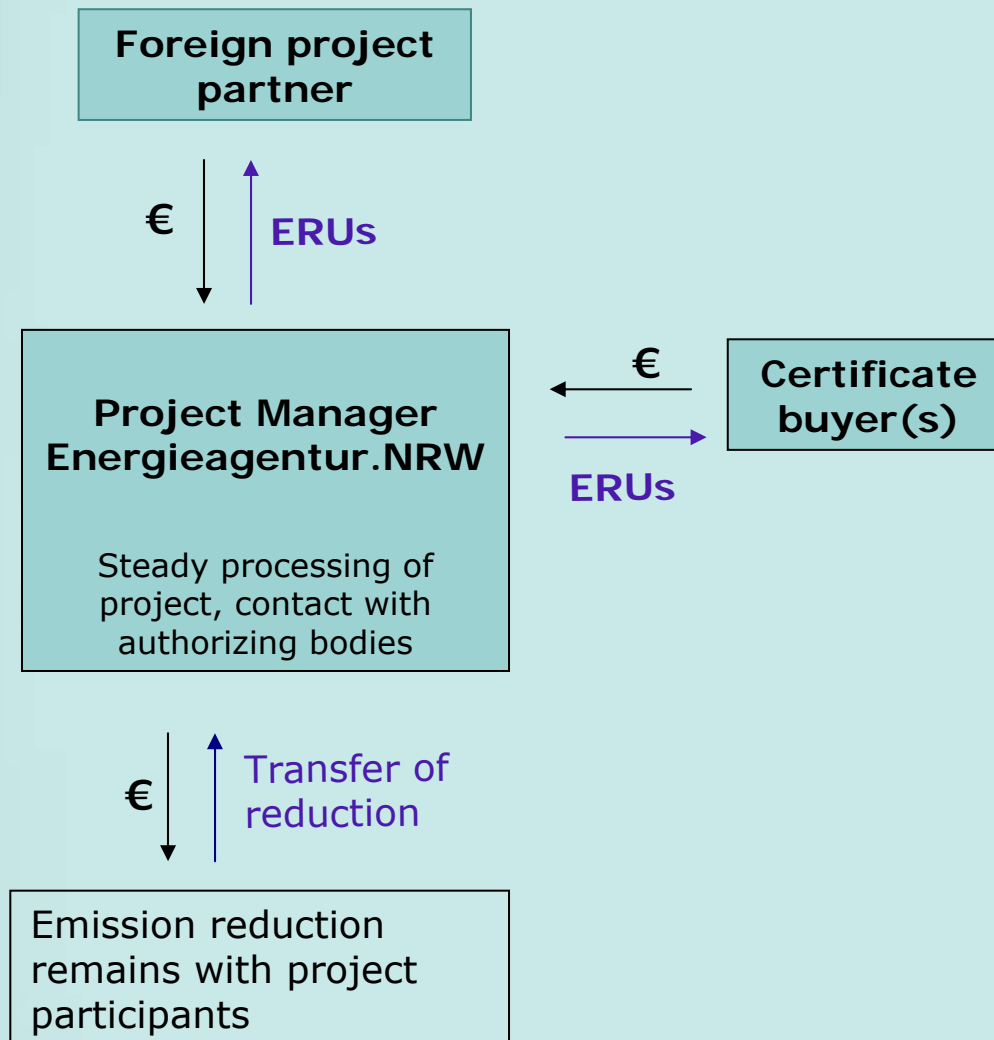 Foreign project
partner
€
ERUs
Project Manager
Energieagentur.NRW
Steady processing of
project, contact with
authorizing bodies
€
ERUs
Certificate
buyer(s)
€
Transfer of
reduction
Emission reduction
remains with project
participants